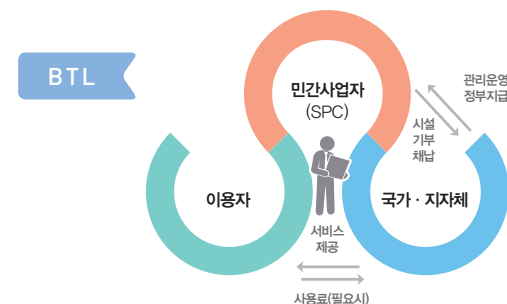 BTL
민간사업자
(SPC)
관리운영
정부지급
시설
기부
채납
이용자
국가 · 지자체
서비스
제공
사용료(필요시)